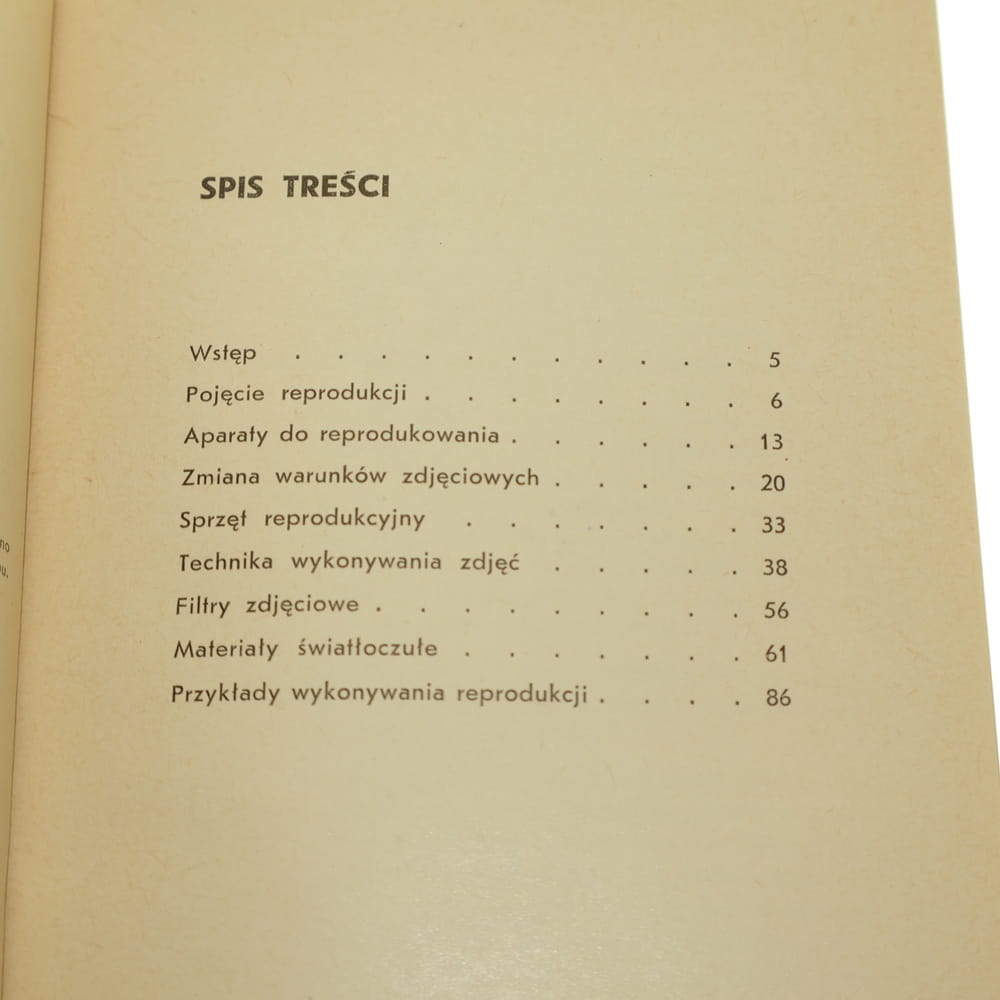 SPIS TREŚCI
Wstęp . . . . . . . . . . . 5
Pojęcie reprodukcji . . . . . . . . 6
Aparaty do reprodukowania . . . . . . 13
Zmiana warunków zdjęciowych . . . . . 20
Sprzęt reprodukcyjny . . . . . . . 33
Technika wykonywania zdjęć . . . . . 38
Filtry zdjęciowe . . . . . . . . . 56
Materiały światłoczułe . . . . . . . 61
Przykłady wykonywania reprodukcji . . . . 86